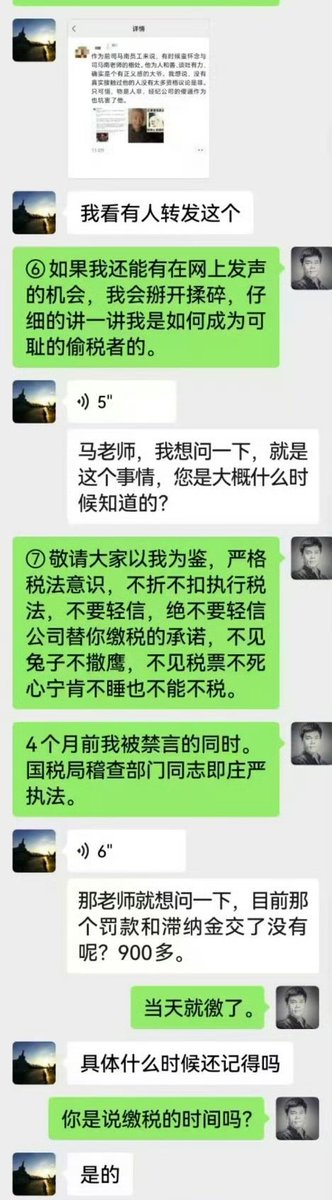 详情
作为前司马南员工来说，有时候蛮怀念与
司马南老师的相处，他为人和善，谈吐有力，
确实是个有正义感的大爷。我想说，没有
真实接触过他的人没有太多资格议论是非。
只可惜，物是人非，经纪公司的傻逼作为
也坑害了他。
我看有人转发这个
⑥如果我还能有在网上发声
的机会，我会掰开揉碎，仔
细的讲一讲我是如何成为可
耻的偷税者的。
5"
马老师，我想问一下，就是
这个事情，您是大概什么时
候知道的？
⑦敬请大家以我为鉴，严格
税法意识，不折不扣执行税
法，不要轻信，绝不要轻信
公司替你缴税的承诺，不见
兔子不撒鹰，不见税票不死
心宁肯不睡也不能不税。
4个月前我被禁言的同时。
国税局稽查部门同志即庄严
执法。
6"
那老师就想问一下，目前那
个罚款和滞纳金交了没有
呢？900多。
当天就缴了。
具体什么时候还记得吗
你是说缴税的时间吗？
是的